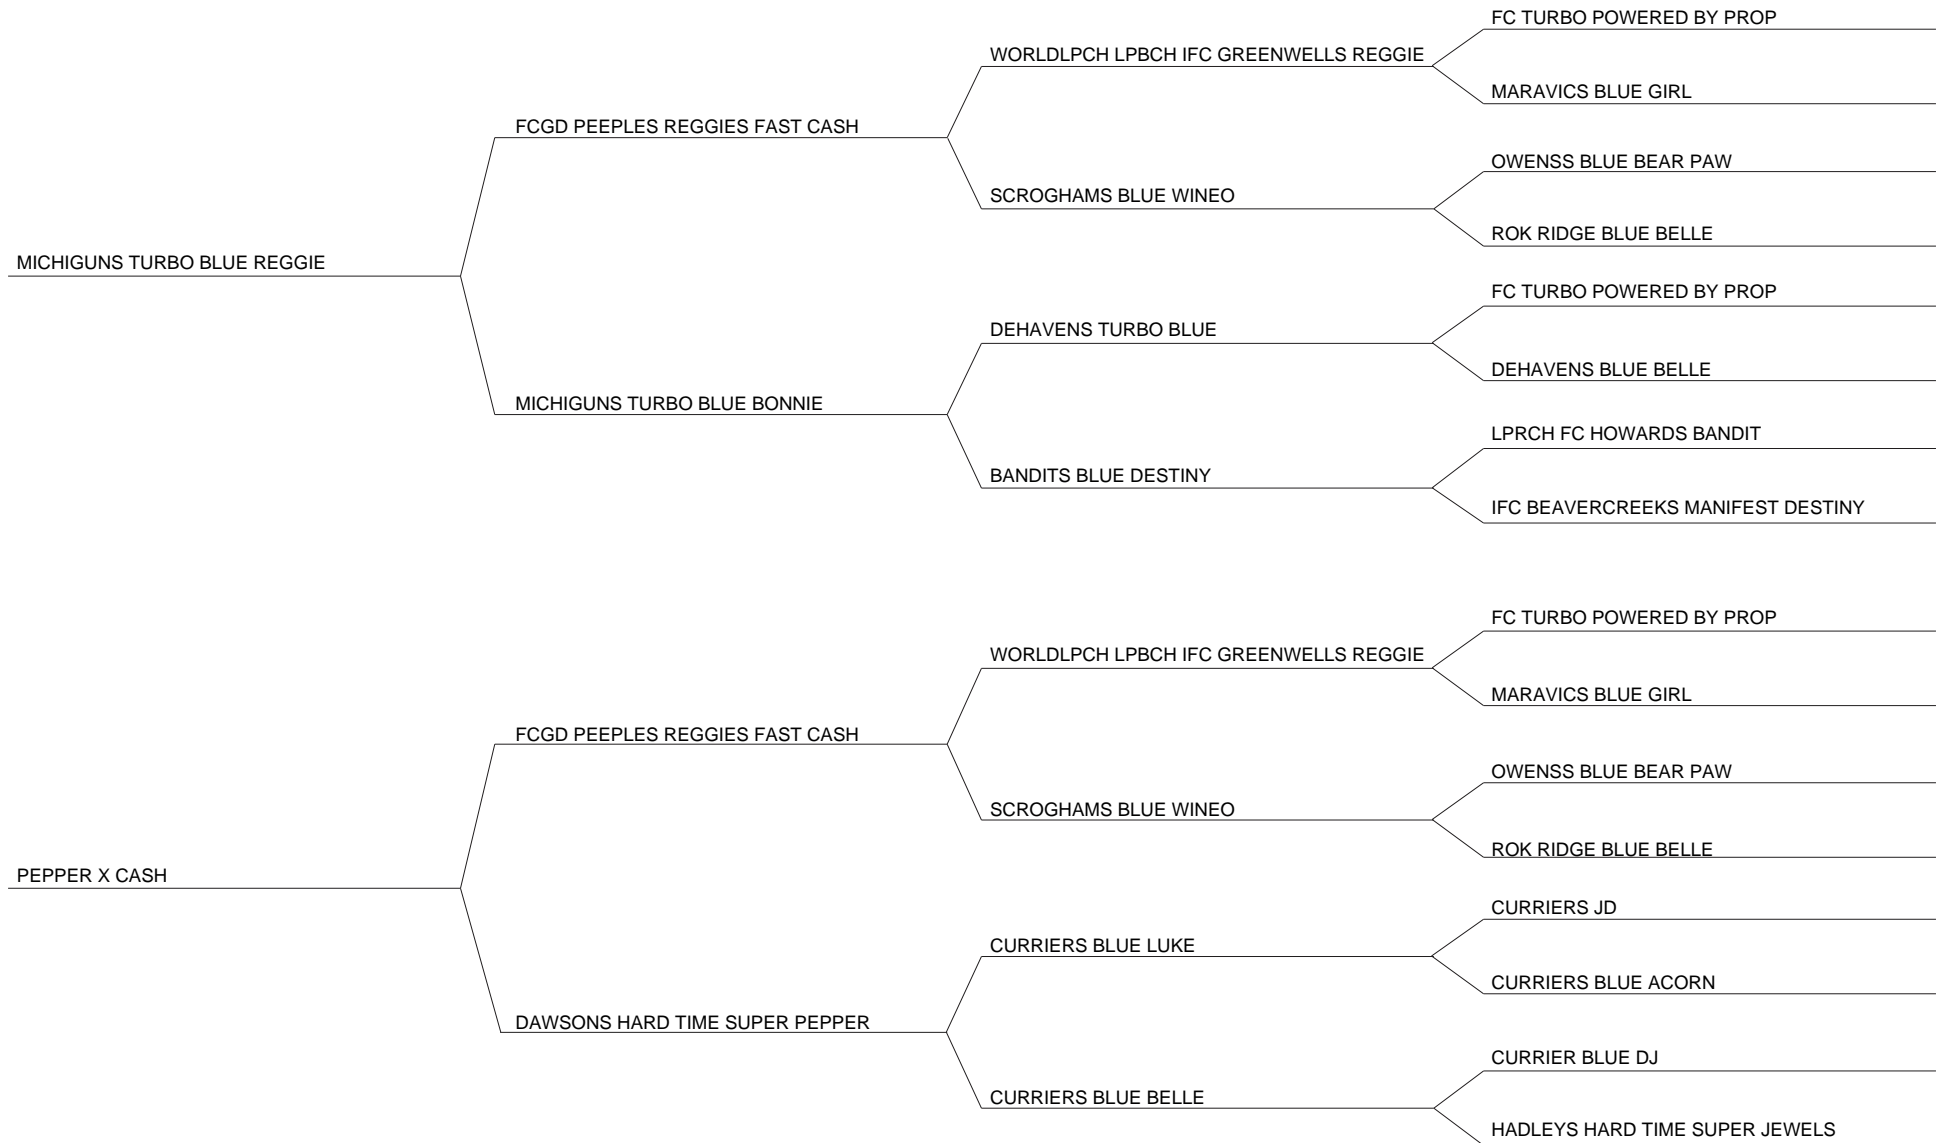 FC TURBO POWERED BY PROP
WORLDLPCH LPBCH IFC GREENWELLS REGGIE
MARAVICS BLUE GIRL
FCGD PEEPLES REGGIES FAST CASH
OWENSS BLUE BEAR PAW
SCROGHAMS BLUE WINEO
ROK RIDGE BLUE BELLE
MICHIGUNS TURBO BLUE REGGIE
FC TURBO POWERED BY PROP
DEHAVENS TURBO BLUE
DEHAVENS BLUE BELLE
MICHIGUNS TURBO BLUE BONNIE
LPRCH FC HOWARDS BANDIT
BANDITS BLUE DESTINY
IFC BEAVERCREEKS MANIFEST DESTINY
FC TURBO POWERED BY PROP
WORLDLPCH LPBCH IFC GREENWELLS REGGIE
MARAVICS BLUE GIRL
FCGD PEEPLES REGGIES FAST CASH
OWENSS BLUE BEAR PAW
SCROGHAMS BLUE WINEO
ROK RIDGE BLUE BELLE
PEPPER X CASH
CURRIERS JD
CURRIERS BLUE LUKE
CURRIERS BLUE ACORN
DAWSONS HARD TIME SUPER PEPPER
CURRIER BLUE DJ
CURRIERS BLUE BELLE
HADLEYS HARD TIME SUPER JEWELS